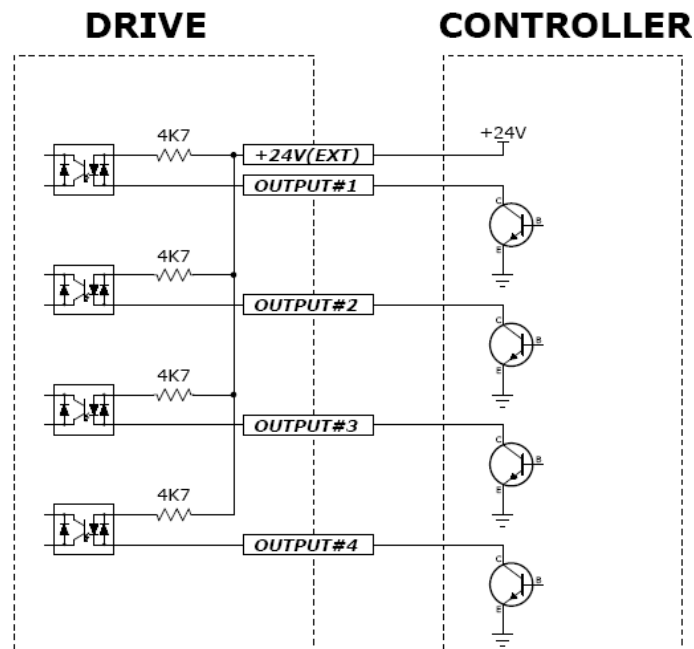 DRIVE
CONTROLLER
4K7
+24V(EXT)
+24V
OUTPUT#1
C
B
E
4K7
OUTPUT#2
C
B
E
4K7
OUTPUT#3
C
B
E
4K7
OUTPUT#4
C
B
E